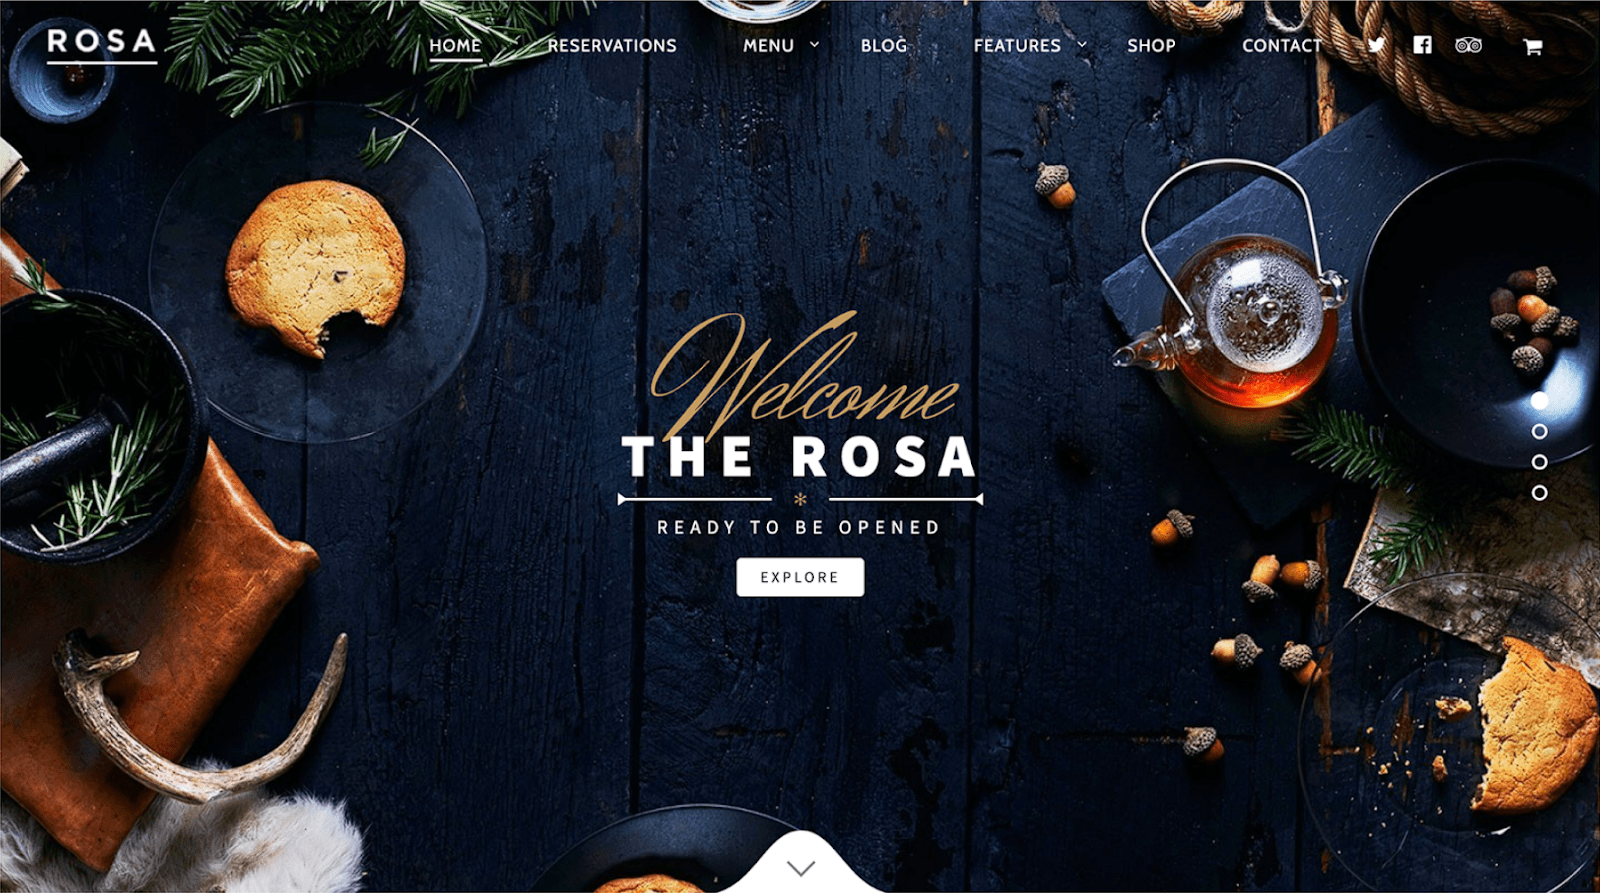 ROSA
HOME RESERVATIONS MENU BLOG FEATURES SHOP CONTACT
Welcome
THE ROSA
READY TO BE OPENED
EXPLORE